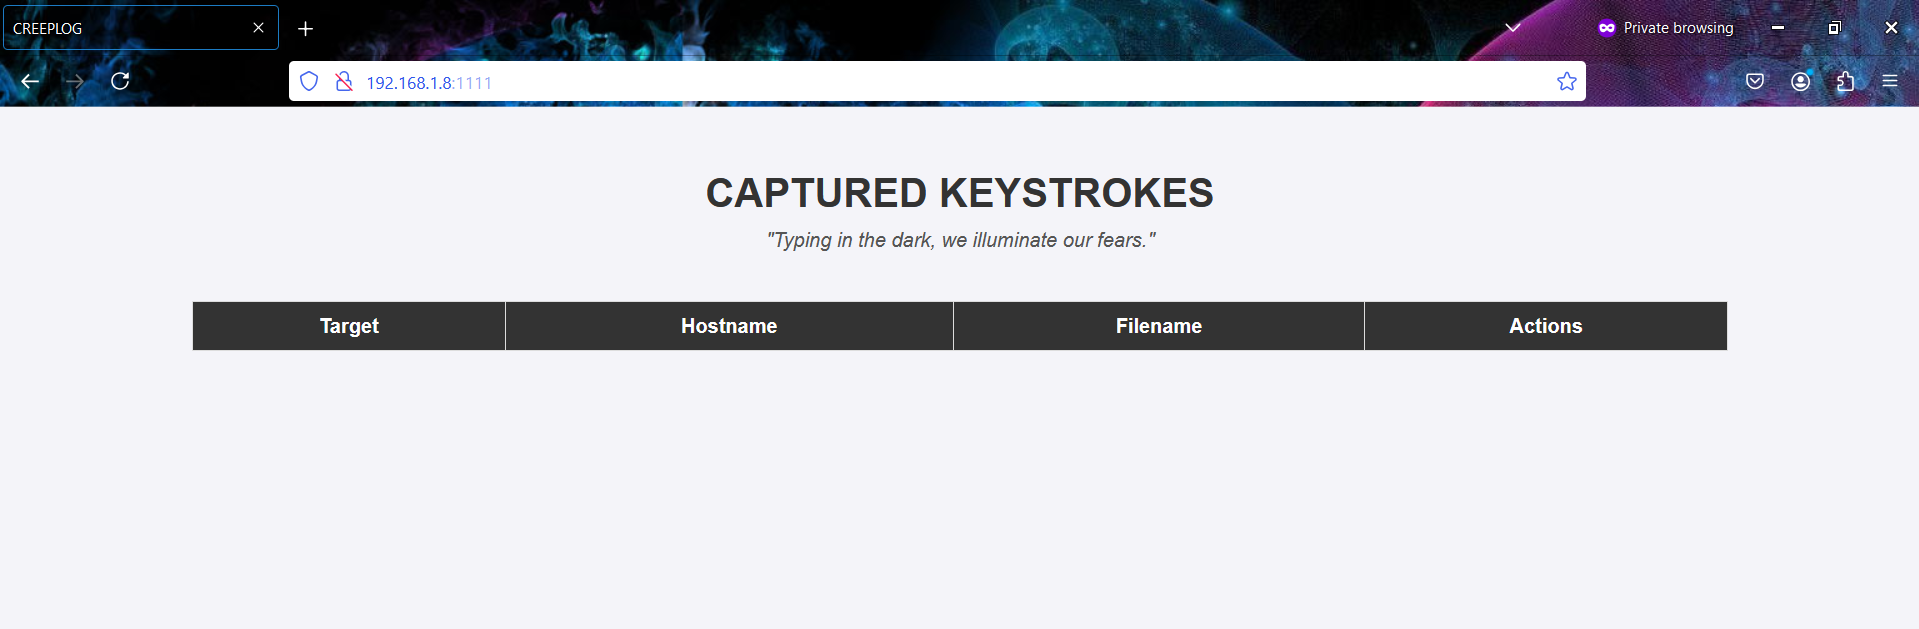 CREEPLOG
Private browsing
192.168.1.8:1111
CAPTURED KEYSTROKES
"Typing in the dark, we illuminate our fears."
Target Hostname Filename Actions